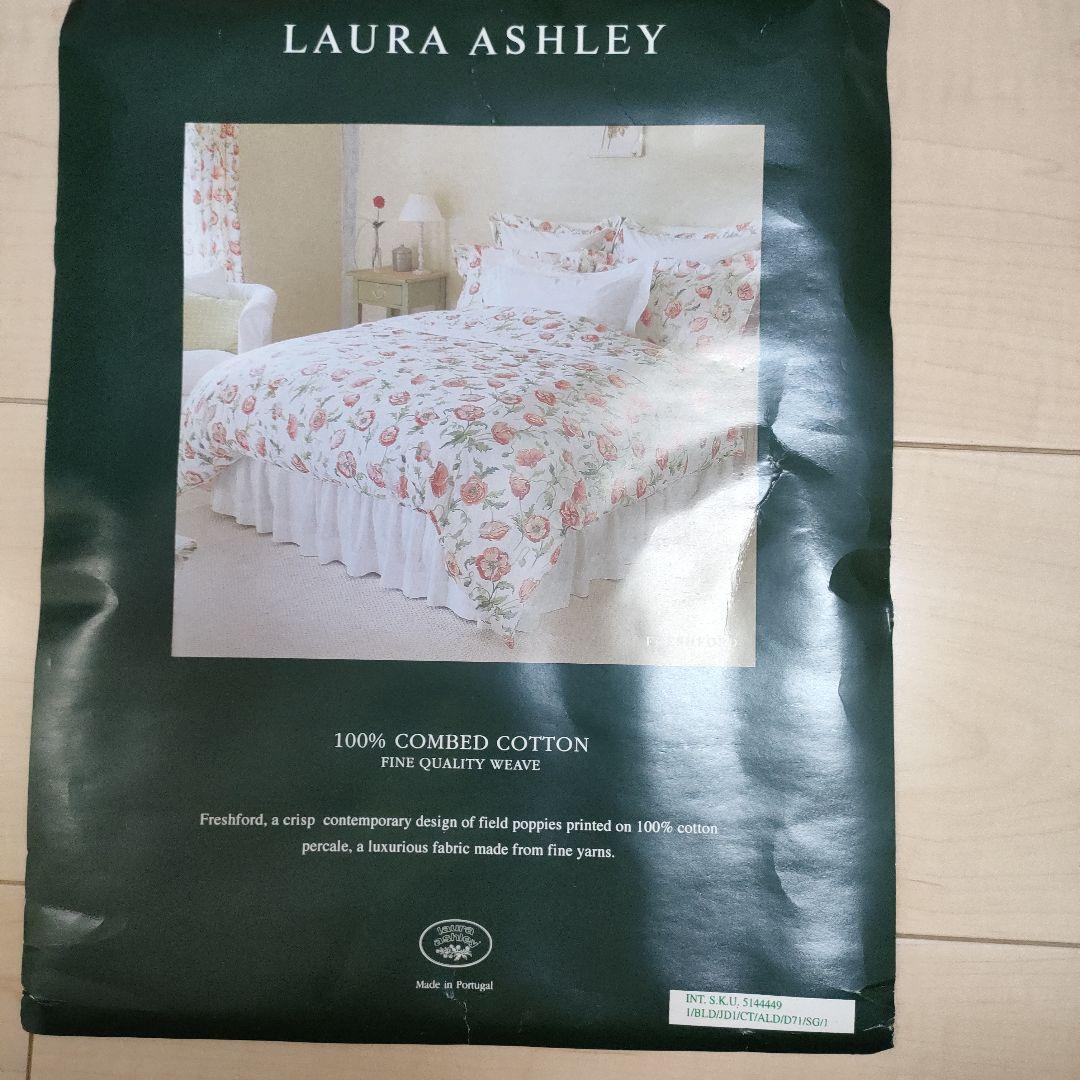 LAURA ASHLEY
FRESHFORD
100% COMBED COTTON
FINE QUALITY WEAVE
Freshford, a crisp contemporary design of field poppies printed on 100% cotton
percale, a luxurious fabric made from fine yarns.
laura
ashley
Made in Portugal
INT. S.K.U. 5144449
1/BLD/JD1/CT/ALD/D71/SG/1